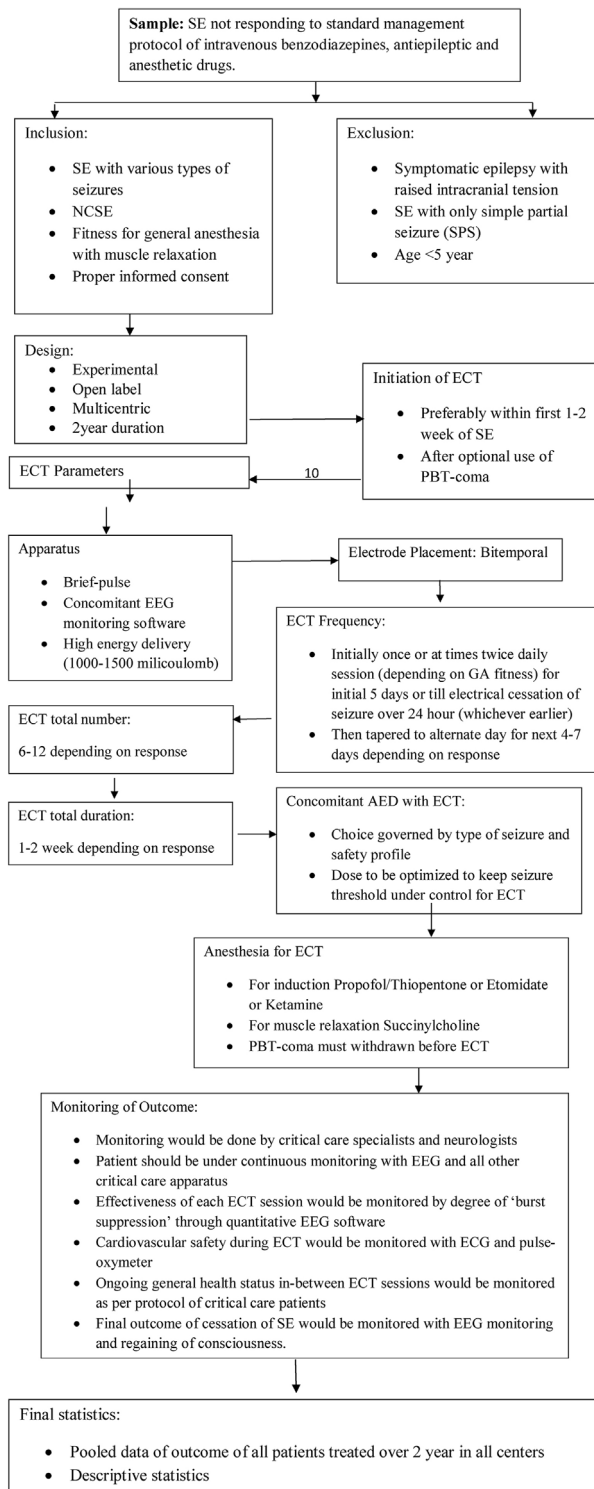 Sample: SE not responding to standard management
protocol of intravenous benzodiazepines, antiepileptic and
anesthetic drugs.
Inclusion:
• SE with various types of
seizures
• NCSE
• Fitness for general anesthesia
with muscle relaxation
• Proper informed consent
Exclusion:
• Symptomatic epilepsy with
raised intracranial tension
• SE with only simple partial
seizure (SPS)
• Age <5 year
Design:
• Experimental
• Open label
• Multicentric
• 2year duration
Initiation of ECT
• Preferably within first 1-2
week of SE
• After optional use of
PBT-coma
10
ECT Parameters
Apparatus
• Brief-pulse
• Concomitant EEG
monitoring software
• High energy delivery
(1000-1500 milicoulomb)
Electrode Placement: Bitemporal
ECT Frequency:
• Initially once or at times twice daily
session (depending on GA fitness) for
initial 5 days or till electrical cessation of
seizure over 24 hour (whichever earlier)
• Then tapered to alternate day for next 4-7
days depending on response
ECT total number:
6-12 depending on response
ECT total duration:
1-2 week depending on response
Concomitant AED with ECT:
• Choice governed by type of seizure and
safety profile
• Dose to be optimized to keep seizure
threshold under control for ECT
Anesthesia for ECT
• For induction Propofol/Thiopentone or Etomidate
or Ketamine
• For muscle relaxation Succinylcholine
• PBT-coma must withdrawn before ECT
Monitoring of Outcome:
• Monitoring would be done by critical care specialists and neurologists
• Patient should be under continuous monitoring with EEG and all other
critical care apparatus
• Effectiveness of each ECT session would be monitored by degree of ‘burst
suppression’ through quantitative EEG software
• Cardiovascular safety during ECT would be monitored with ECG and pulse-
oxymeter
• Ongoing general health status in-between ECT sessions would be monitored
as per protocol of critical care patients
• Final outcome of cessation of SE would be monitored with EEG monitoring
and regaining of consciousness.
Final statistics:
• Pooled data of outcome of all patients treated over 2 year in all centers
• Descriptive statistics